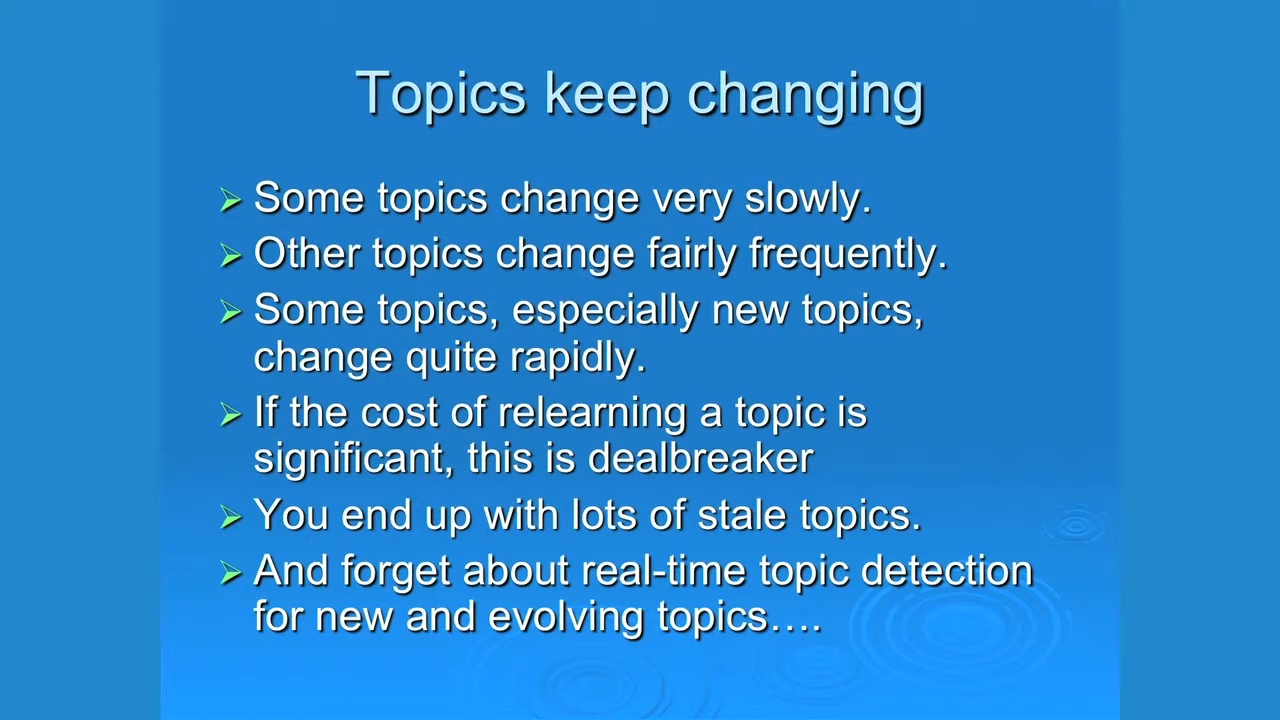 Topics keep changing
Some topics change very slowly.
Other topics change fairly frequently.
Some topics, especially new topics,
change quite rapidly.
If the cost of relearning a topic is
significant, this is dealbreaker
You end up with lots of stale topics.
And forget about real-time topic detection
for new and evolving topics….